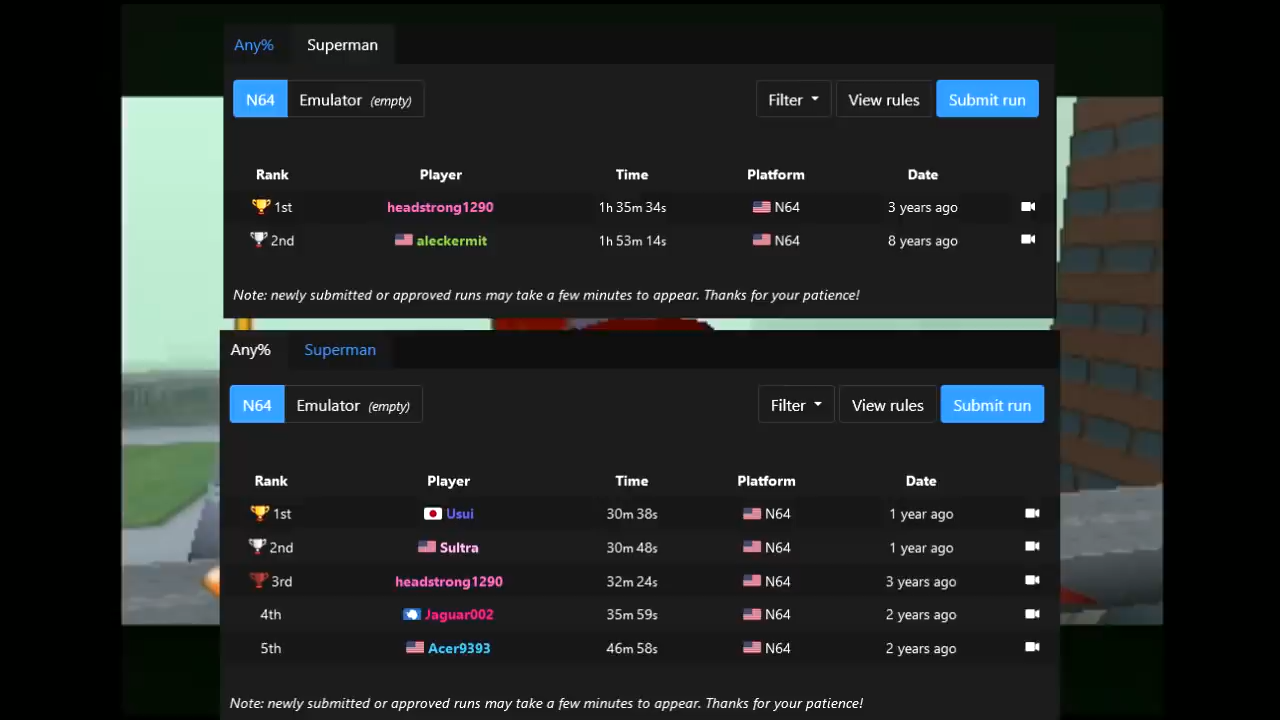 Any% Superman
N64 Emulator (empty) Filter View rules Submit run
Rank Player Time Platform Date
1st headstrong1290 1h 35m 34s N64 3 years ago
2nd aleckermit 1h 53m 14s N64 8 years ago
Note: newly submitted or approved runs may take a few minutes to appear. Thanks for your patience!
Any% Superman
N64 Emulator (empty) Filter View rules Submit run
Rank Player Time Platform Date
1st Usui 30m 38s N64 1 year ago
2nd Sultra 30m 48s N64 1 year ago
3rd headstrong1290 32m 24s N64 3 years ago
4th Jaguar002 35m 59s N64 2 years ago
5th Acer9393 46m 58s N64 2 years ago
Note: newly submitted or approved runs may take a few minutes to appear. Thanks for your patience!